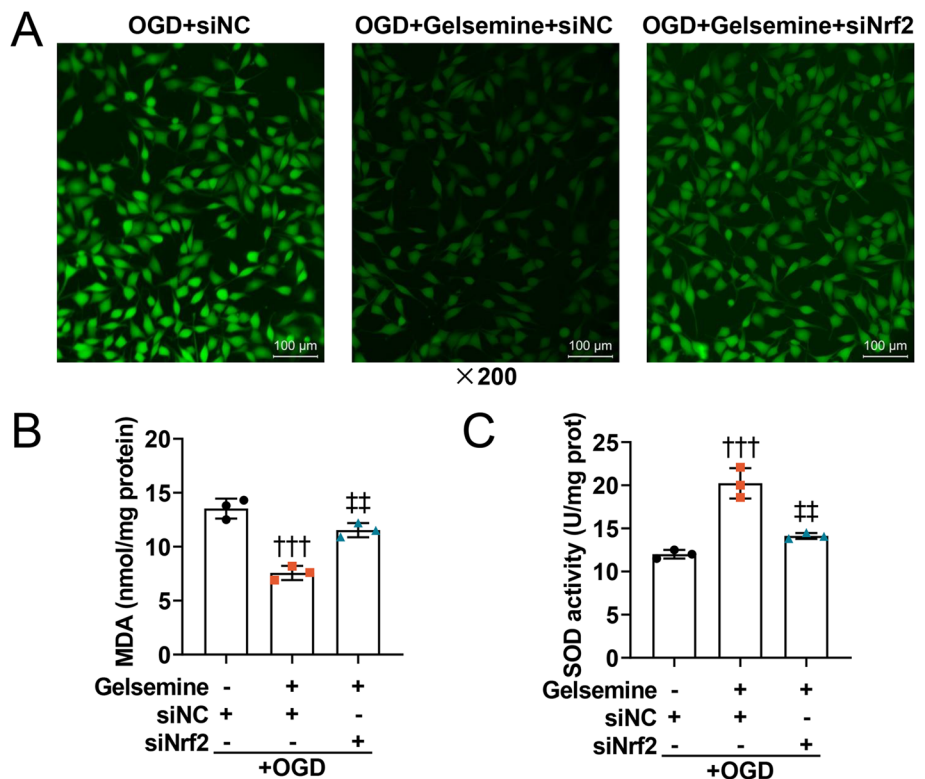 A
OGD+siNC OGD+Gelsemine+siNC OGD+Gelsemine+siNrf2
100 μm 100 μm 100 μm
×200
B
MDA (nmol/mg protein)
20
15
10
5
0
†††
‡‡
Gelsemine - + +
siNC + + -
siNrf2 - - +
+OGD
C
SOD activity (U/mg prot)
25
20
15
10
5
0
†††
‡‡
Gelsemine - + +
siNC + + -
siNrf2 - - +
+OGD